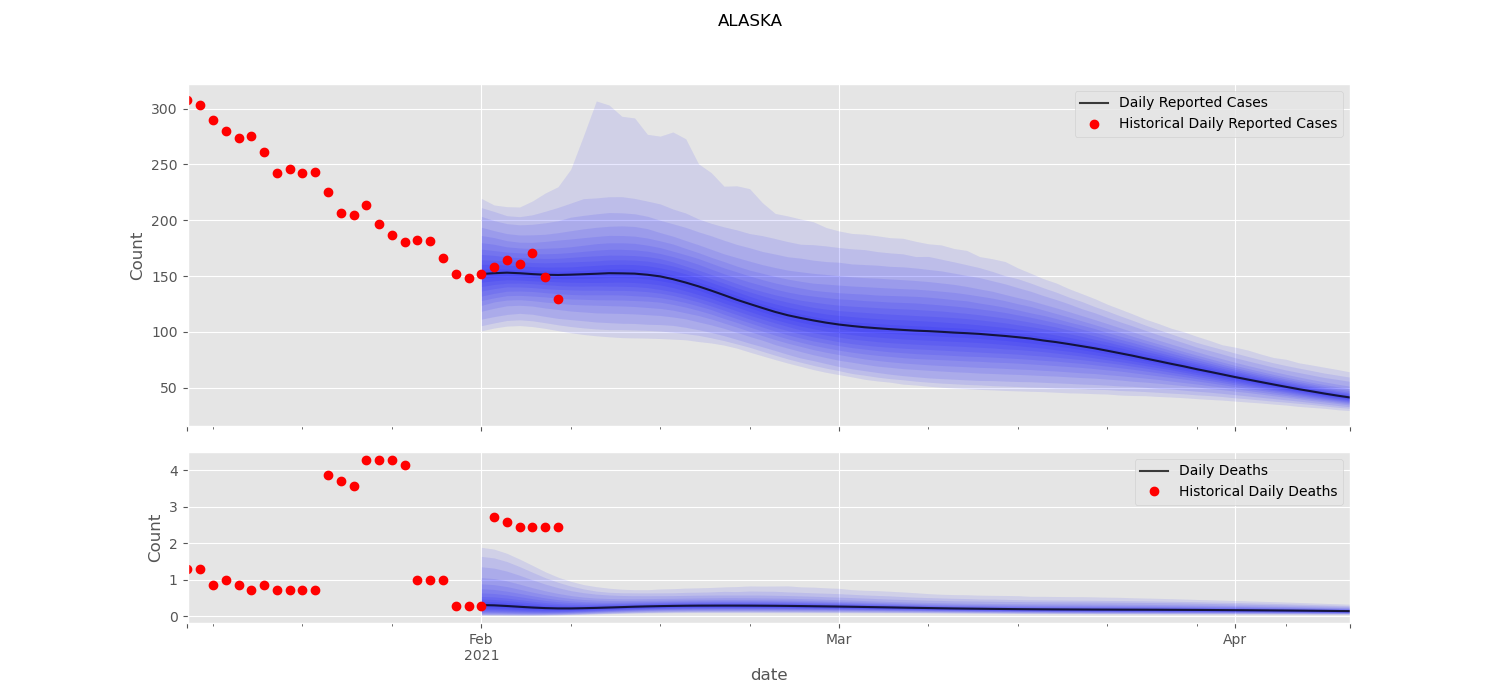 ALASKA
Count
300
250
200
150
100
50
Daily Reported Cases
Historical Daily Reported Cases
Count
4
3
2
1
0
Daily Deaths
Historical Daily Deaths
Feb
2021
Mar
Apr
date